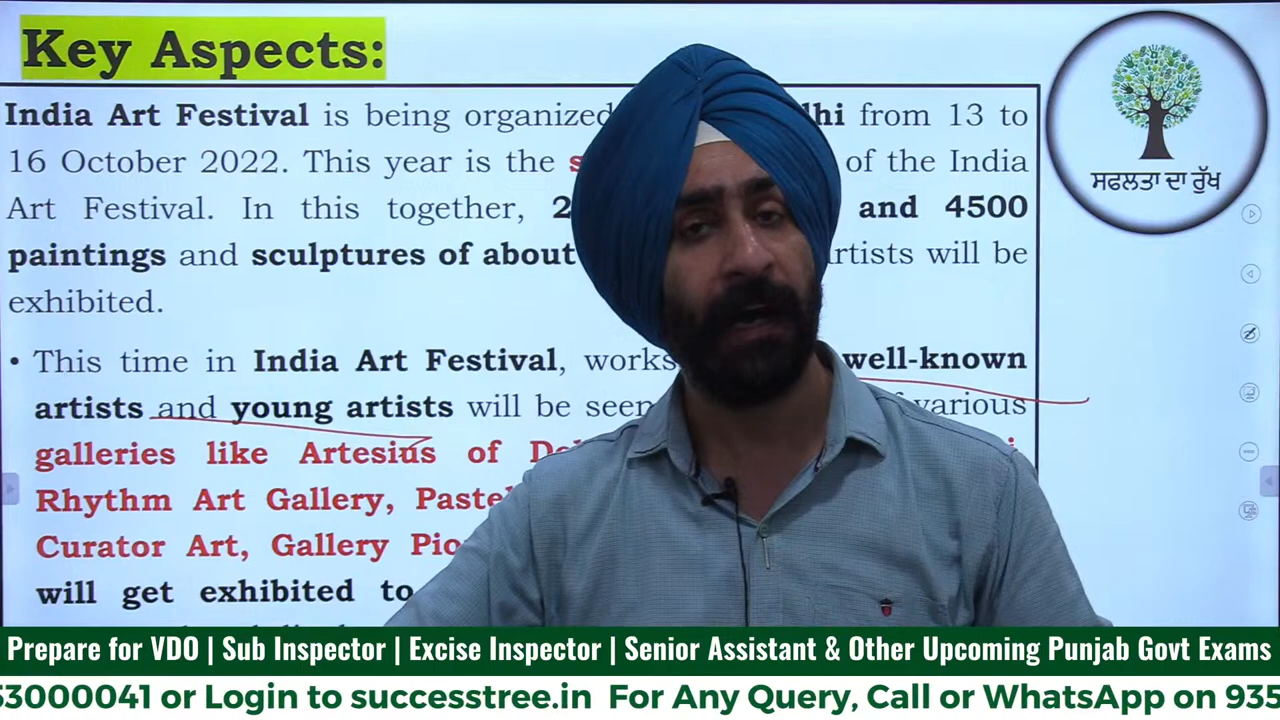 Key Aspects:
India Art Festival is being organized from 13 to
16 October 2022. This year is the of the India
Art Festival. In this together, and 4500
paintings and sculptures of about will be
exhibited.
• This time in India Art Festival, well-known
artists and young artists will be seen various
galleries like Artesius of
Rhythm Art Gallery,
Curator Art, Gallery
will get exhibited to
ਸਫਲਤਾ ਦਾ ਰੁੱਖ
Prepare for VDO | Sub Inspector | Excise Inspector | Senior Assistant & Other Upcoming Punjab Govt Exams
53000041 or Login to successtree.in For Any Query, Call or WhatsApp on 935